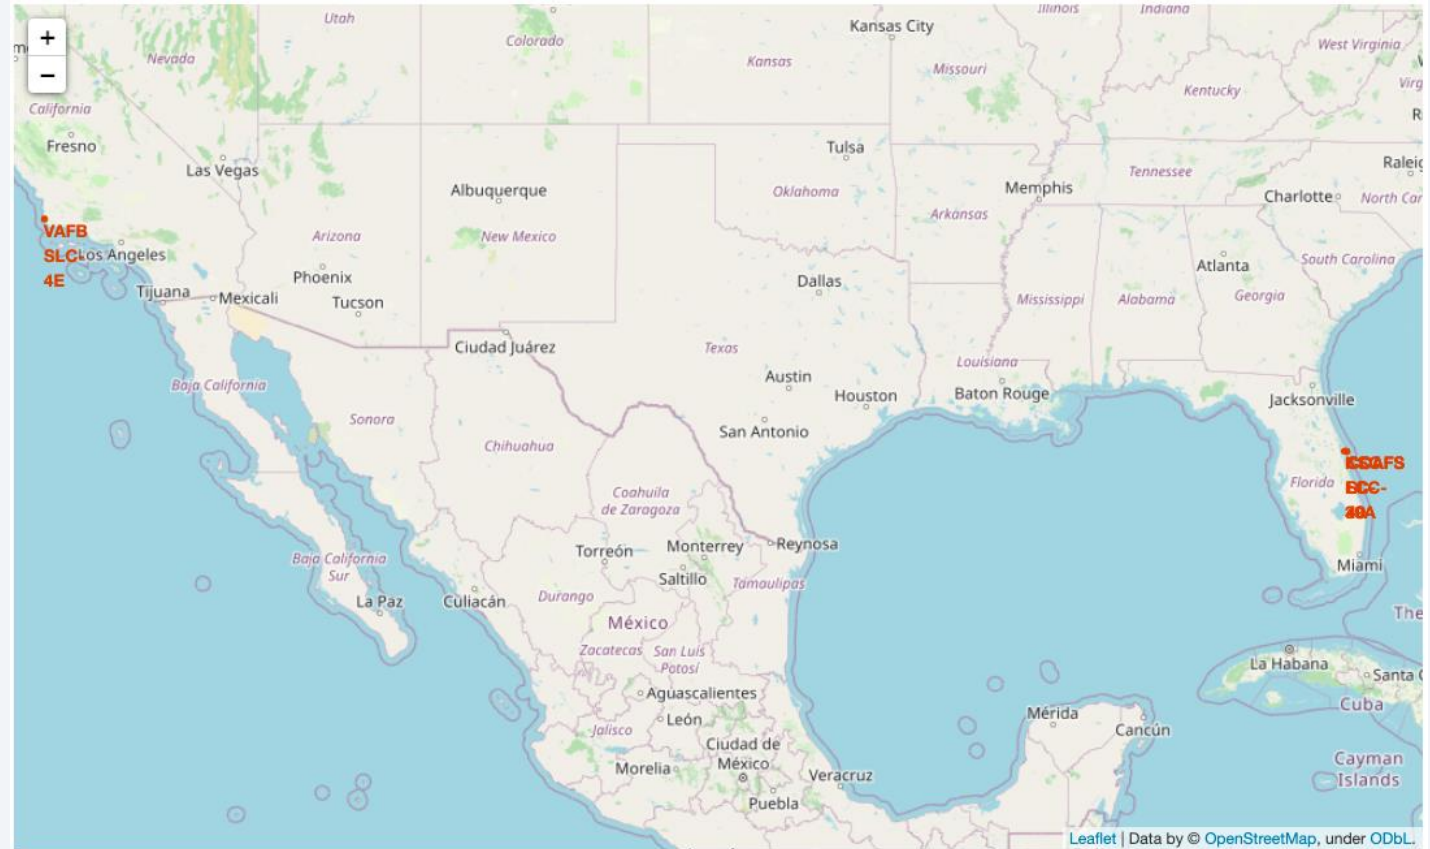 Utah
Colorado
Kansas City
Illinois
Indiana
West Virginia
Nevada
Kansas
Missouri
Kentucky
California
Fresno
Las Vegas
Albuquerque
Tulsa
Oklahoma
Memphis
Tennessee
Charlotte
North Car
Arkansas
VAFB
SLC-
4E
Los Angeles
Arizona
New Mexico
Phoenix
Tucson
Dallas
Atlanta
South Carolina
Tijuana
Mexicali
Mississippi
Alabama
Georgia
Ciudad Juárez
Texas
Louisiana
Baja California
Austin
Houston
Baton Rouge
Jacksonville
Sonora
San Antonio
Chihuahua
Florida
Coahuila
de Zaragoza
Torreón
Monterrey
Reynosa
Baja California
Sur
Saltillo
Tamaulipas
Miami
La Paz
Culiacán
Durango
México
The
Zacatecas
San Luis
Potosí
La Habana
Santa
Aguascalientes
Cuba
León
Mérida
Jalisco
Cancún
Ciudad de
México
Morelia
Veracruz
Cayman
Islands
Puebla
Leaflet | Data by © OpenStreetMap, under ODbL.